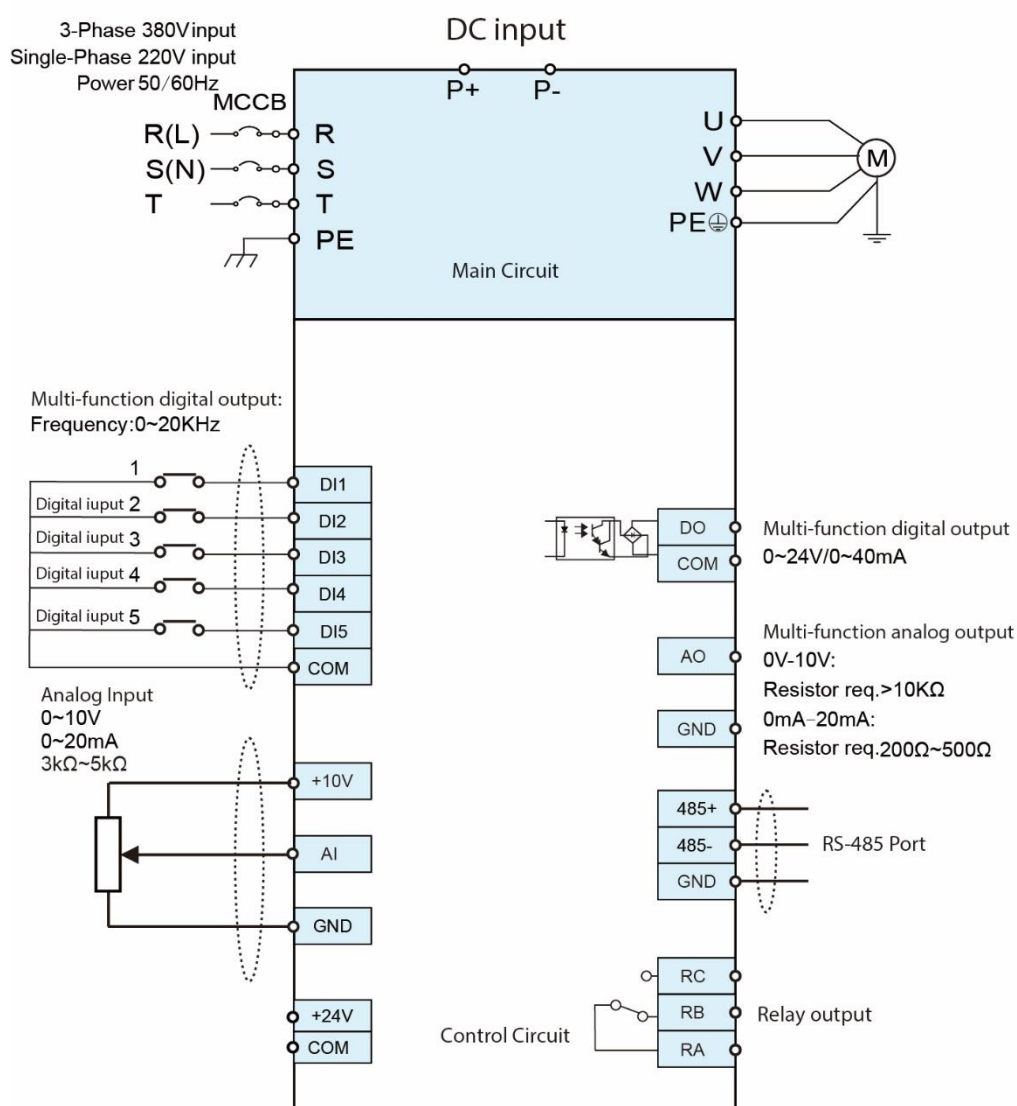 3-Phase 380Vinput
Single-Phase 220V input
Power 50/60Hz
DC input
MCCB
P+ P-
R(L) R
S(N) S
T T
PE
U
V
W
PE
M
Main Circuit
Multi-function digital output:
Frequency:0~20KHz
1 DI1
Digital iuput 2 DI2
Digital iuput 3 DI3
Digital iuput 4 DI4
Digital iuput 5 DI5
COM
Analog Input
0~10V
0~20mA
3kΩ~5kΩ
+10V
AI
GND
+24V
COM
Control Circuit
DO
COM
Multi-function digital output
0~24V/0~40mA
AO
GND
Multi-function analog output
0V-10V:
Resistor req.>10KΩ
0mA-20mA:
Resistor req.200Ω~500Ω
485+
485-
GND
RS-485 Port
RC
RB
RA
Relay output